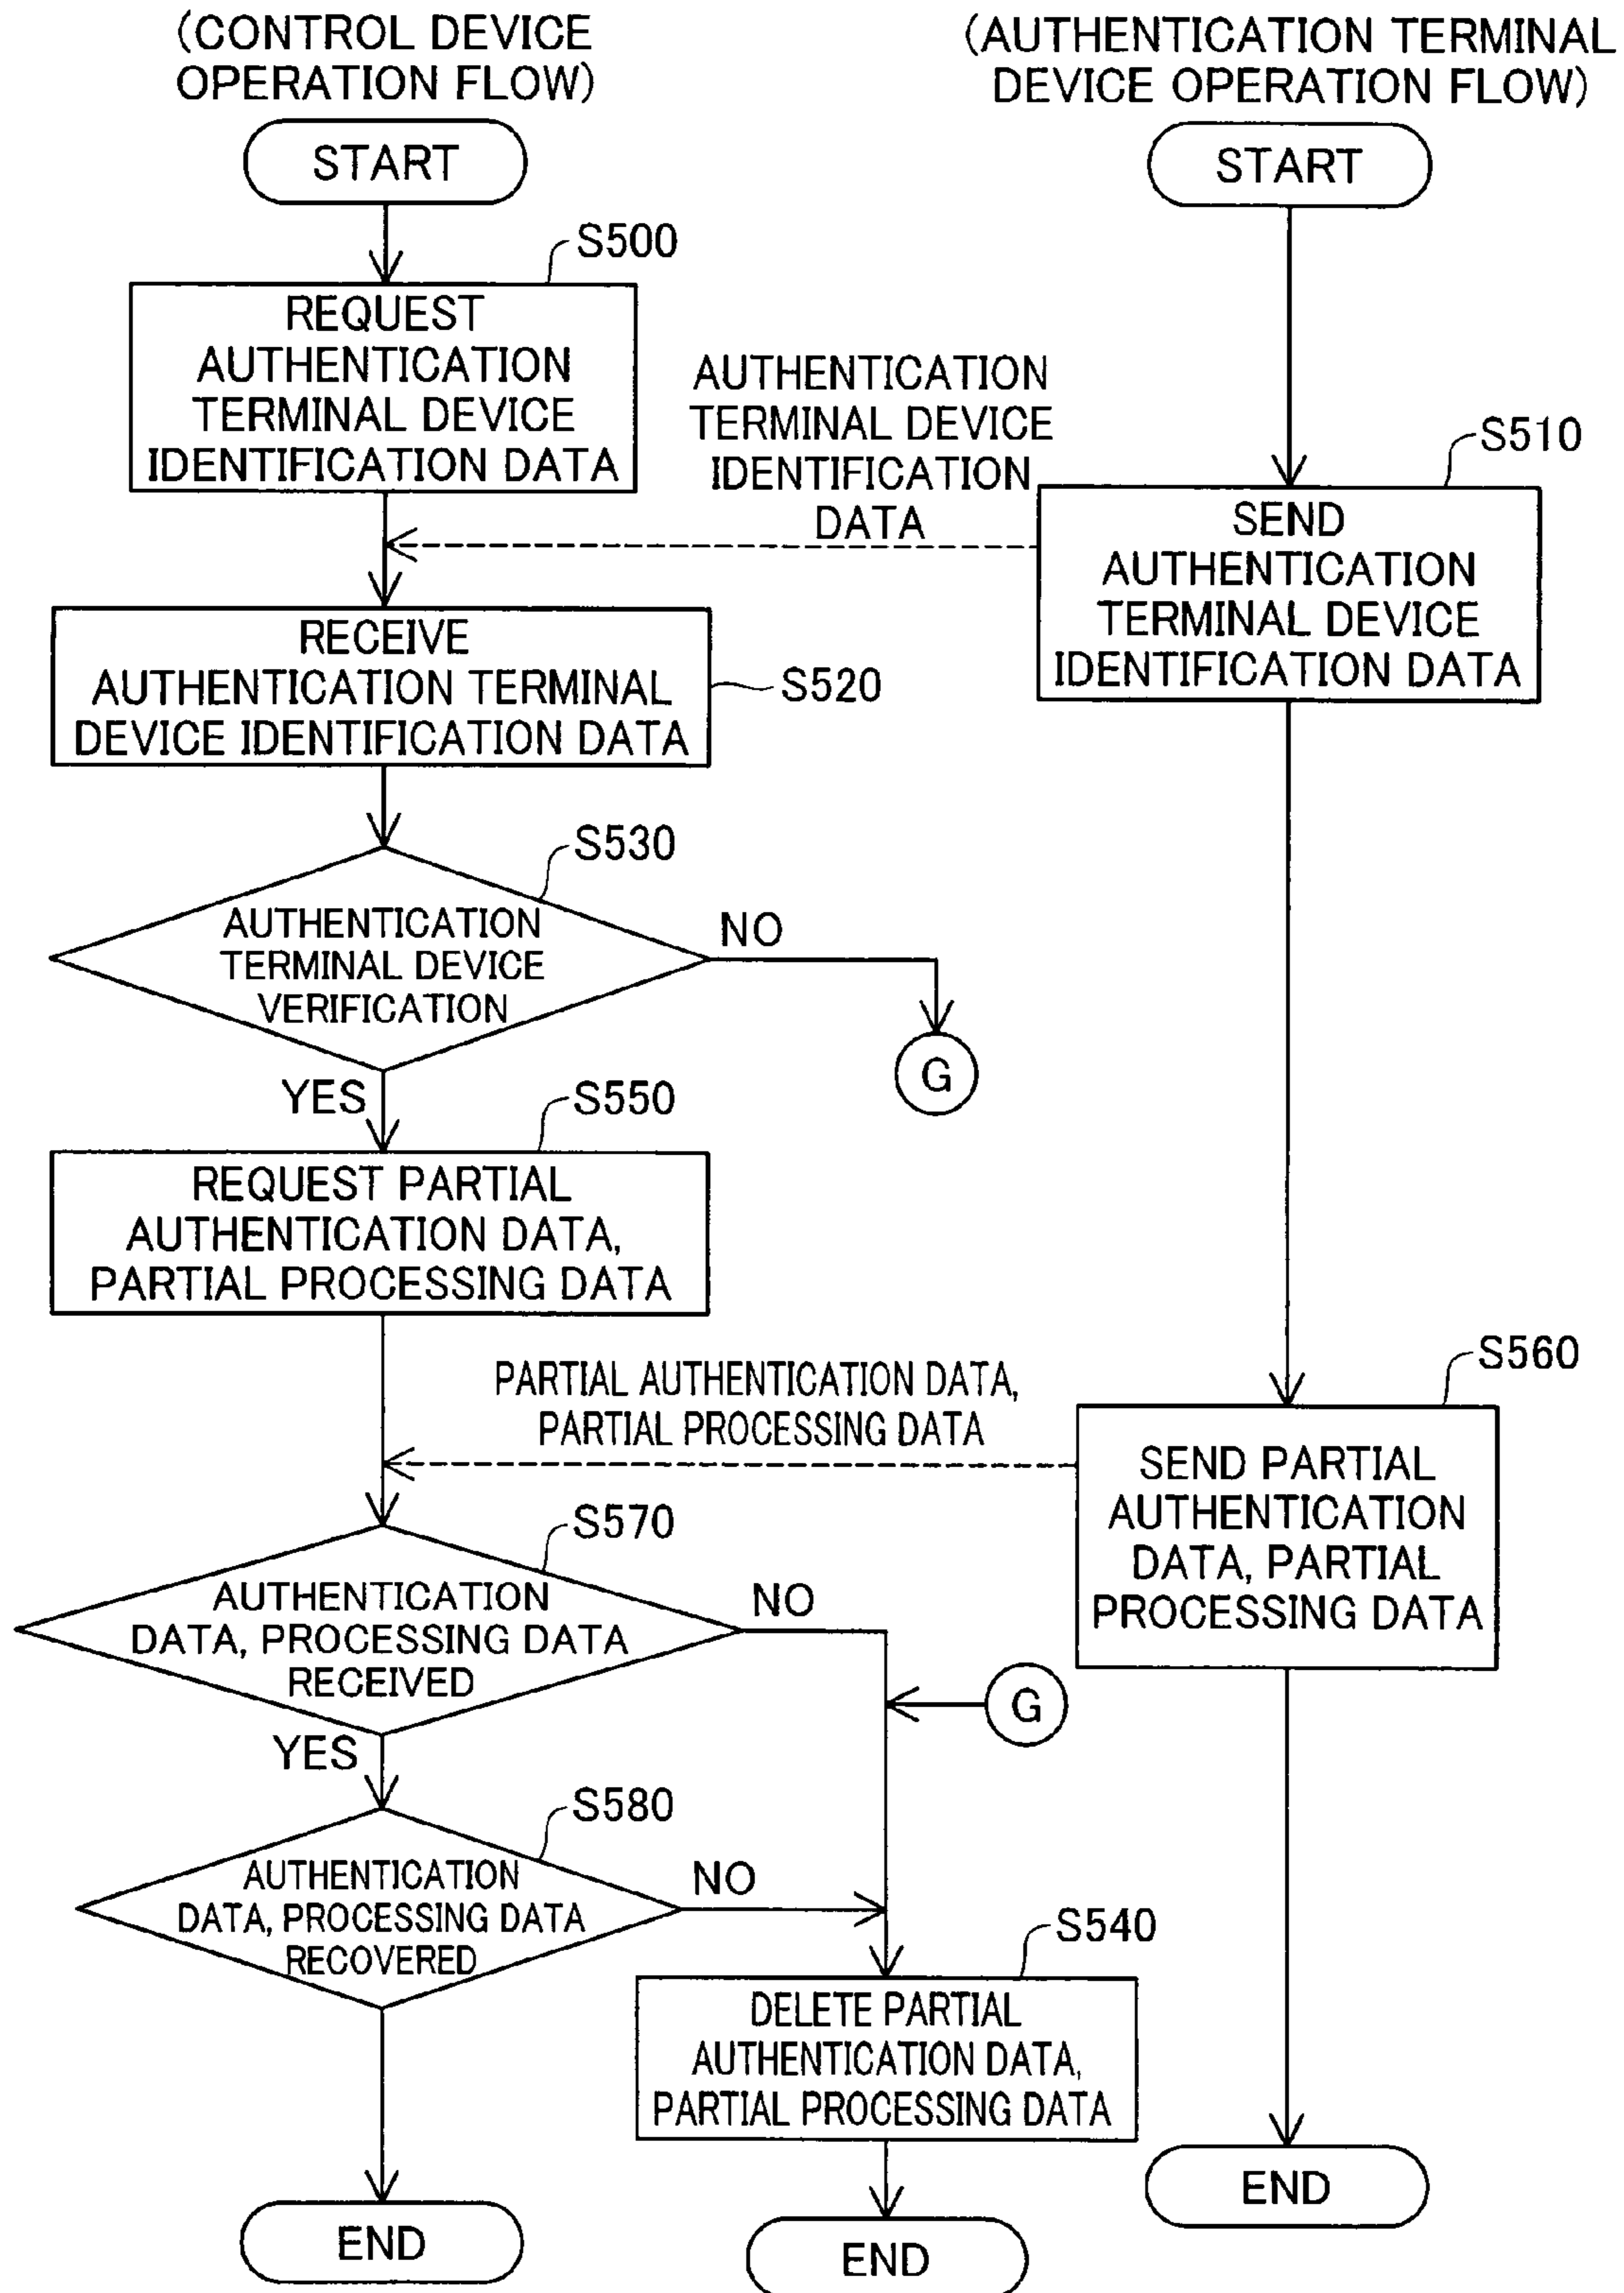 (CONTROL DEVICE
OPERATION FLOW)
(AUTHENTICATION TERMINAL
DEVICE OPERATION FLOW)
START
START
S500
REQUEST
AUTHENTICATION
TERMINAL DEVICE
IDENTIFICATION DATA
AUTHENTICATION
TERMINAL DEVICE
IDENTIFICATION
DATA
S510
SEND
AUTHENTICATION
TERMINAL DEVICE
IDENTIFICATION DATA
RECEIVE
AUTHENTICATION TERMINAL
DEVICE IDENTIFICATION DATA
S520
S530
AUTHENTICATION
TERMINAL DEVICE
VERIFICATION
NO
G
YES
S550
REQUEST PARTIAL
AUTHENTICATION DATA,
PARTIAL PROCESSING DATA
PARTIAL AUTHENTICATION DATA,
PARTIAL PROCESSING DATA
S560
SEND PARTIAL
AUTHENTICATION
DATA, PARTIAL
PROCESSING DATA
S570
AUTHENTICATION
DATA, PROCESSING DATA
RECEIVED
NO
G
YES
S580
AUTHENTICATION
DATA, PROCESSING DATA
RECOVERED
NO
S540
DELETE PARTIAL
AUTHENTICATION DATA,
PARTIAL PROCESSING DATA
END
END
END